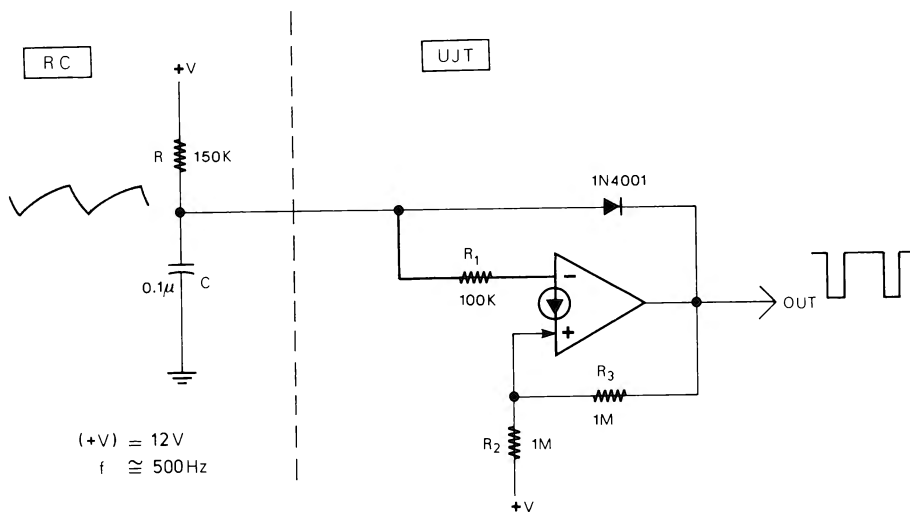 RC
UJT
+V
R 150K
1N4001
R1
100K
−
+
0.1μ C
OUT
R3
1M
R2 1M
+V
(+V) = 12V
f ≅ 500Hz